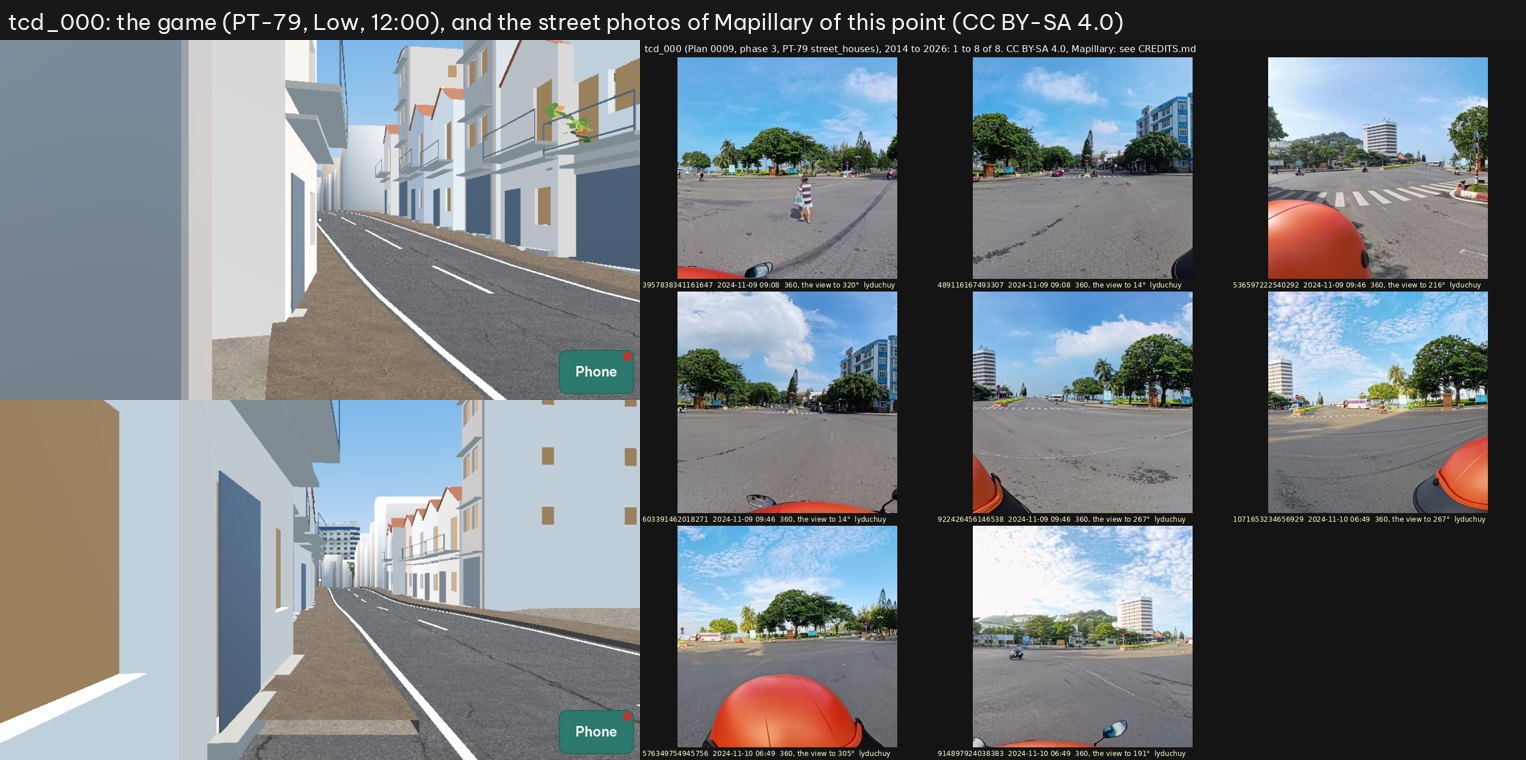 tcd_000: the game (PT-79, Low, 12:00), and the street photos of Mapillary of this point (CC BY-SA 4.0)
tcd_000 (Plan 0009, phase 3, PT-79 street_houses), 2014 to 2026: 1 to 8 of 8. CC BY-SA 4.0, Mapillary: see CREDITS.md
3957838341161647 2024-11-09 09:08 360, the view to 320° lyduchuy
489116167493307 2024-11-09 09:08 360, the view to 14° lyduchuy
536597222540292 2024-11-09 09:46 360, the view to 216° lyduchuy
Phone
603391462018271 2024-11-09 09:46 360, the view to 14° lyduchuy
922426456146538 2024-11-09 09:46 360, the view to 267° lyduchuy
1071653234656929 2024-11-10 06:49 360, the view to 267° lyduchuy
Phone
576349754945756 2024-11-10 06:49 360, the view to 305° lyduchuy
914897924038383 2024-11-10 06:49 360, the view to 191° lyduchuy